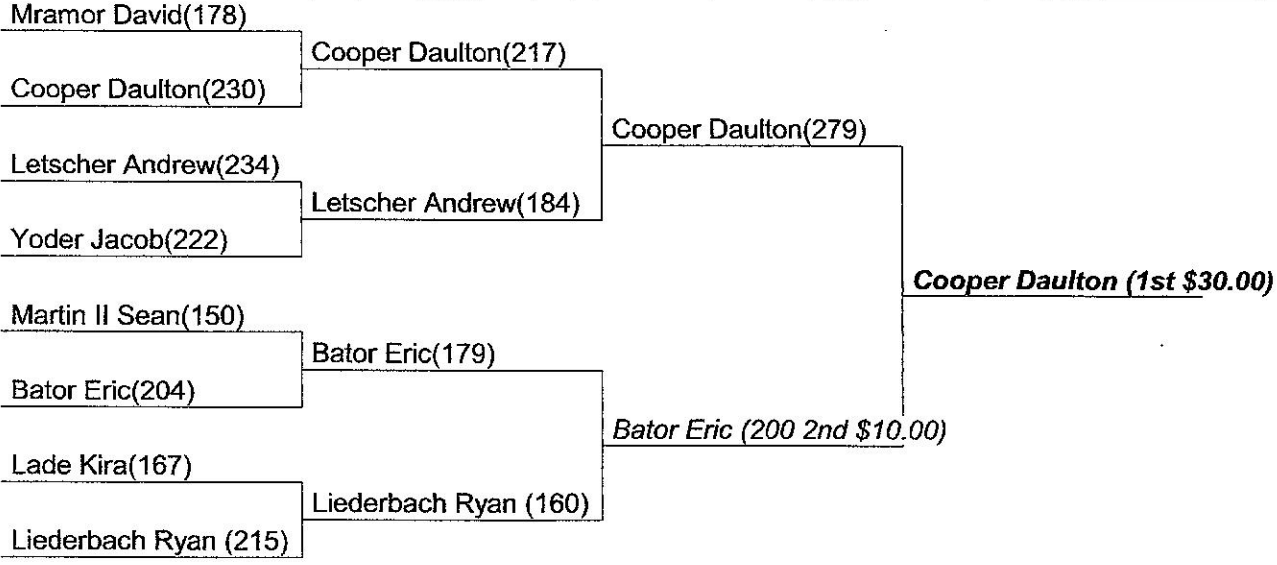 Mramor David(178)
Cooper Daulton(217)
Cooper Daulton(230)
Cooper Daulton(279)
Letscher Andrew(234)
Letscher Andrew(184)
Yoder Jacob(222)
Cooper Daulton (1st $30.00)
Martin II Sean(150)
Bator Eric(179)
Bator Eric(204)
Bator Eric (200 2nd $10.00)
Lade Kira(167)
Liederbach Ryan (160)
Liederbach Ryan (215)